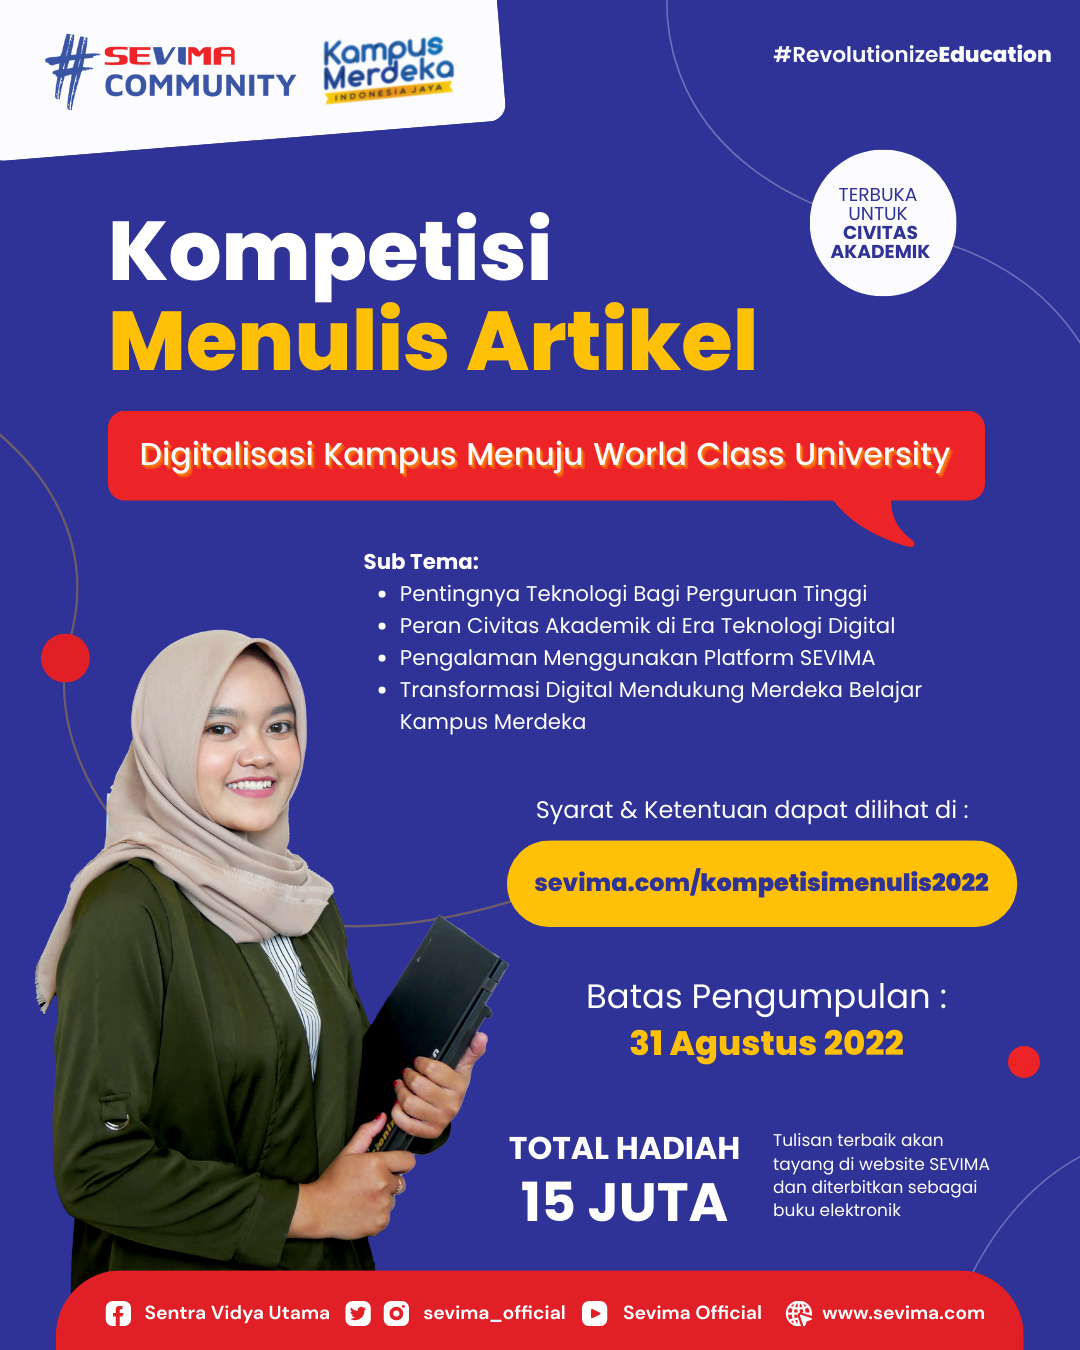 #SEVIMA
COMMUNITY
Kampus
Merdeka
INDONESIA JAYA
#RevolutionizeEducation
TERBUKA
UNTUK
CIVITAS
AKADEMIK
Kompetisi
Menulis Artikel
Digitalisasi Kampus Menuju World Class University
Sub Tema:
• Pentingnya Teknologi Bagi Perguruan Tinggi
• Peran Civitas Akademik di Era Teknologi Digital
• Pengalaman Menggunakan Platform SEVIMA
• Transformasi Digital Mendukung Merdeka Belajar
Kampus Merdeka
Syarat & Ketentuan dapat dilihat di :
sevima.com/kompetisimenulis2022
Batas Pengumpulan :
31 Agustus 2022
TOTAL HADIAH
15 JUTA
Tulisan terbaik akan
tayang di website SEVIMA
dan diterbitkan sebagai
buku elektronik
Sentra Vidya Utama sevima_official Sevima Official www.sevima.com